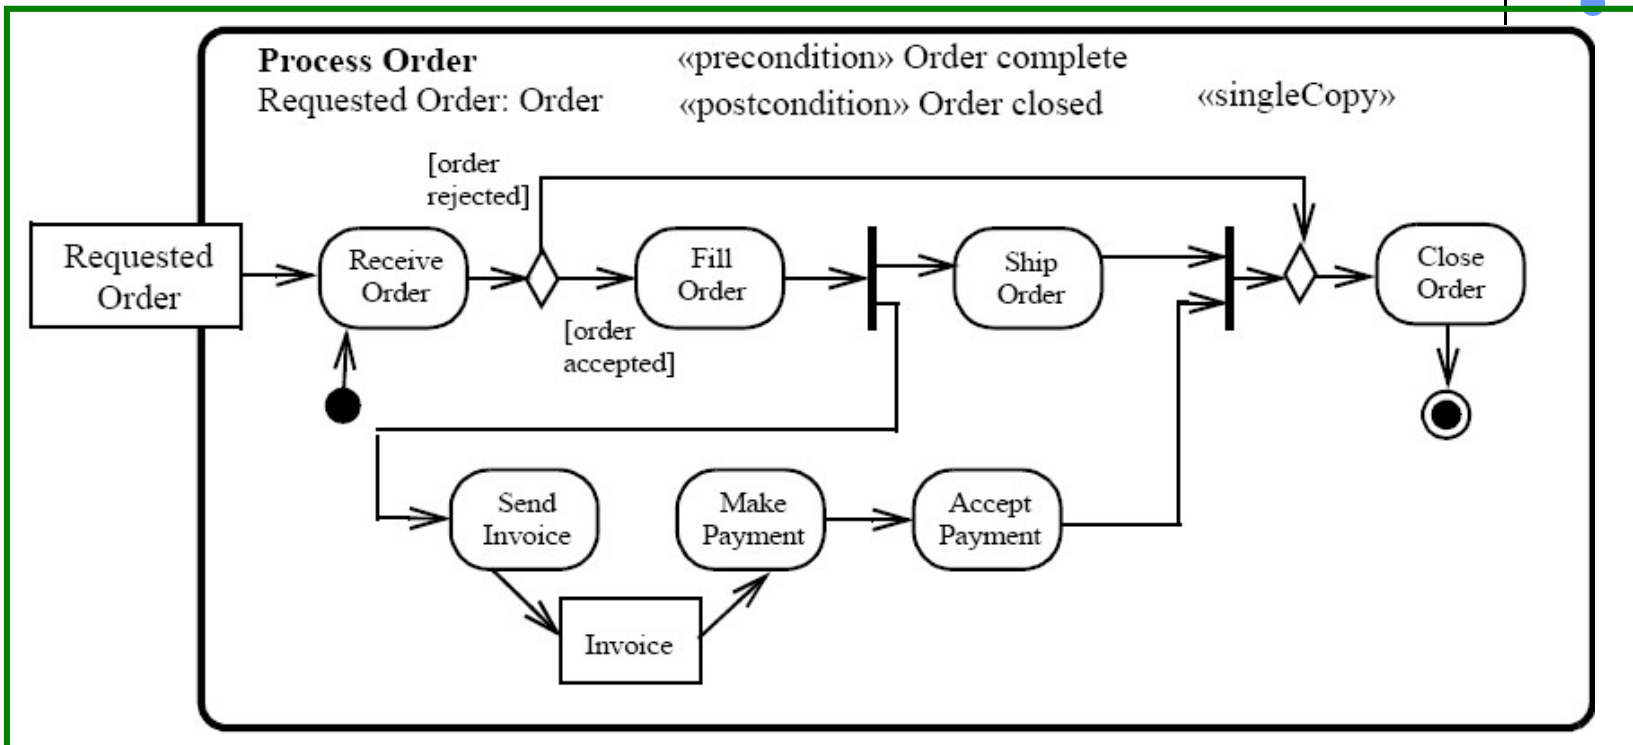 Process Order
Requested Order: Order
«precondition» Order complete
«postcondition» Order closed
«singleCopy»
[order
rejected]
Requested
Order
Receive
Order
Fill
Order
Ship
Order
Close
Order
[order
accepted]
Send
Invoice
Make
Payment
Accept
Payment
Invoice